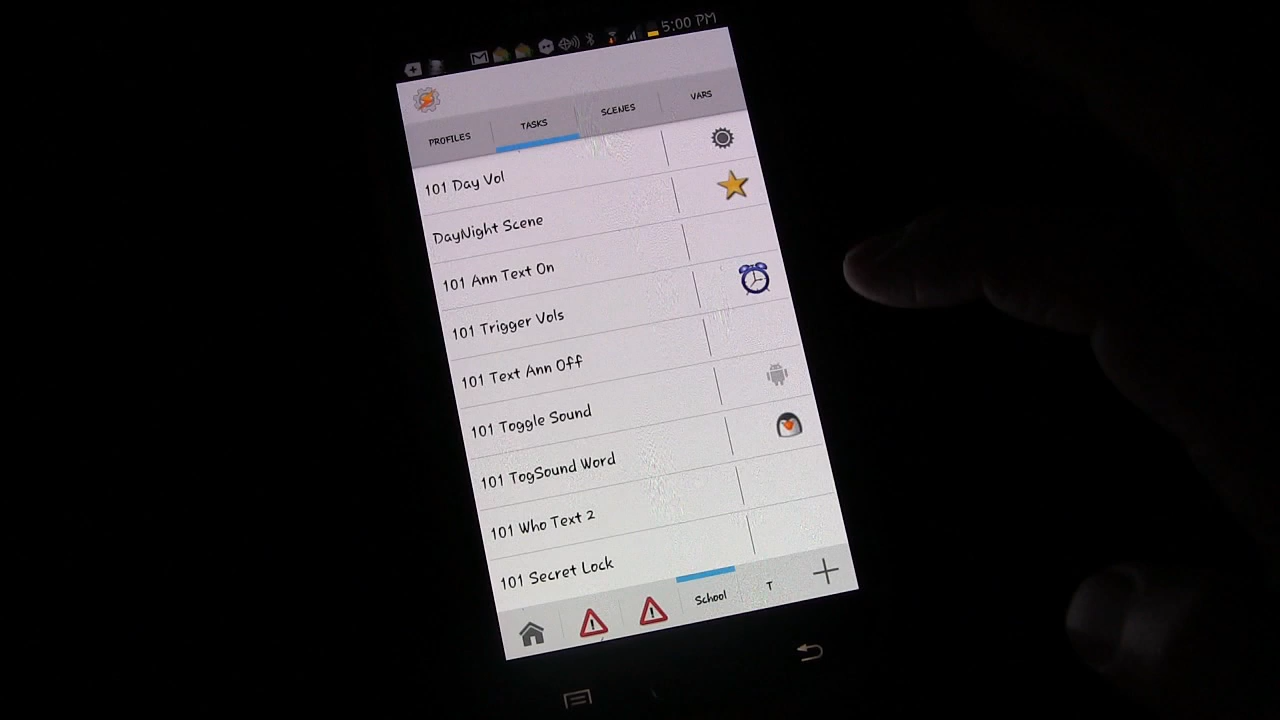 5:00 PM
PROFILES
TASKS
SCENES
VARS
101 Day Vol
DayNight Scene
101 Ann Text On
101 Trigger Vols
101 Text Ann Off
101 Toggle Sound
101 TogSound Word
101 Who Text 2
101 Secret Lock
School
T